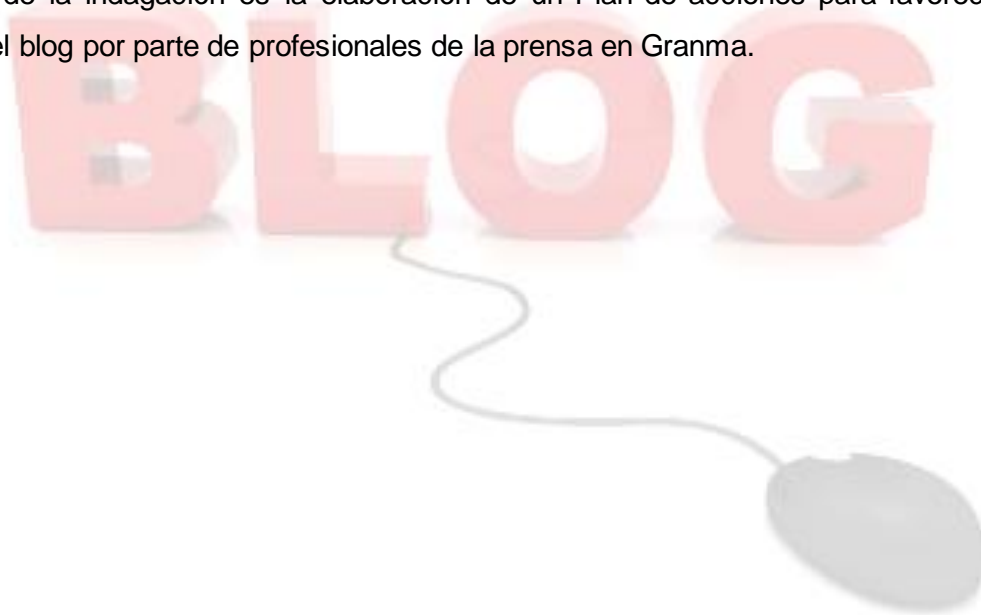 de la indagación es la elaboración de un Plan de acciones para favorec
el blog por parte de profesionales de la prensa en Granma.
BLOG